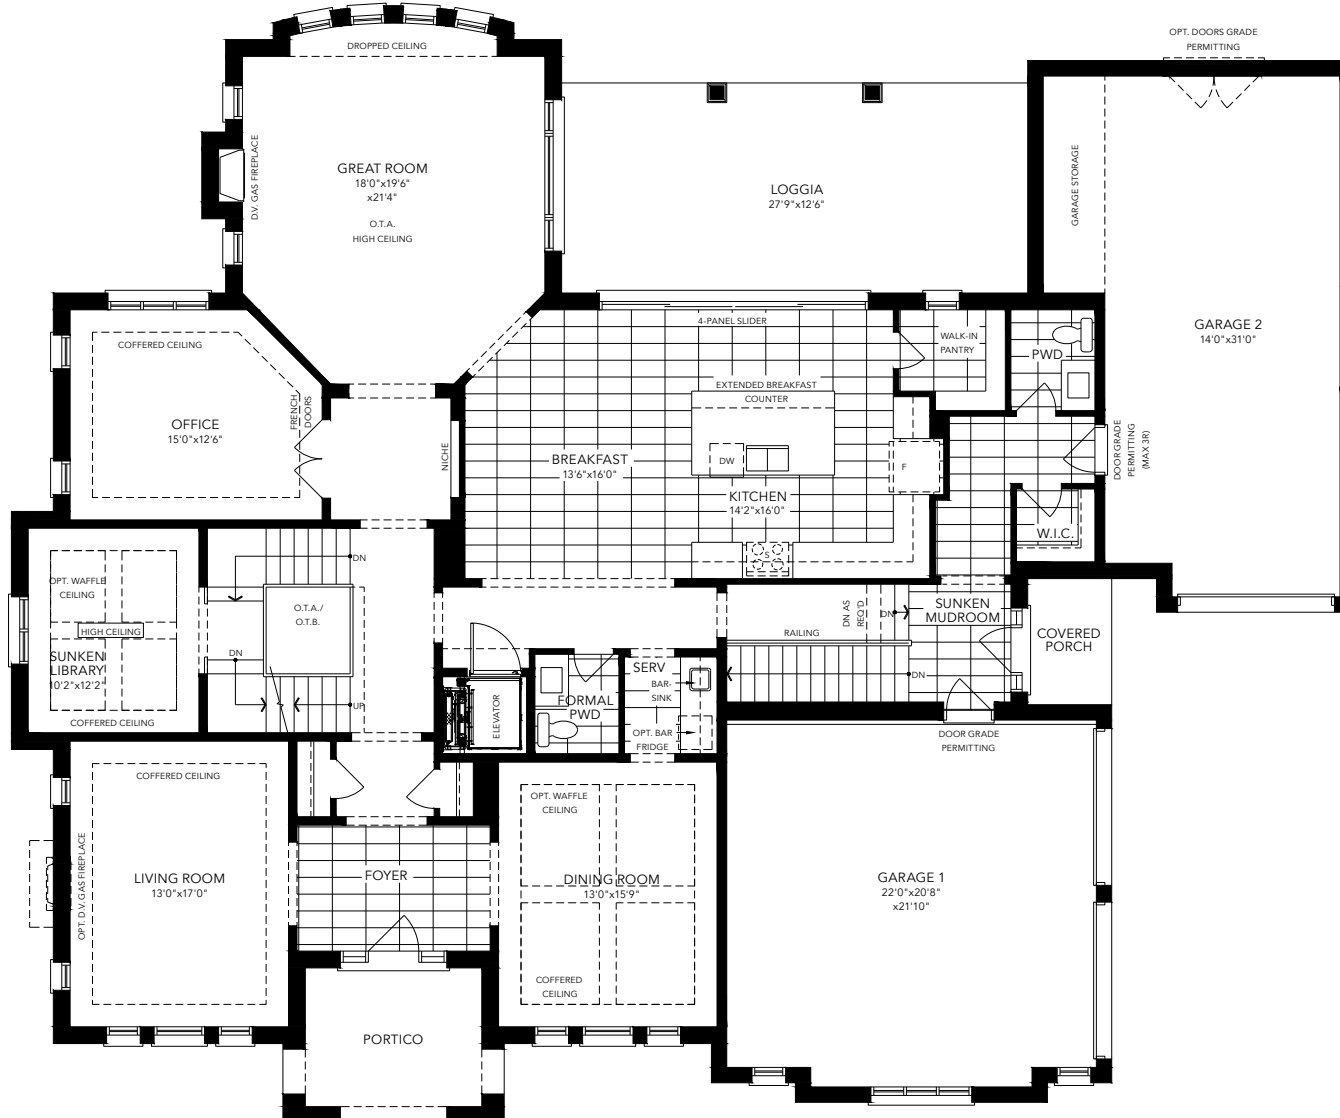 OPT. DOORS GRADE
PERMITTING
DROPPED CEILING
D.V. GAS FIREPLACE
GREAT ROOM
18'0"x19'6"
x21'4"
O.T.A.
HIGH CEILING
LOGGIA
27'9"x12'6"
GARAGE STORAGE
GARAGE 2
14'0"x31'0"
4-PANEL SLIDER
WALK-IN
PANTRY
PWD
COFFERED CEILING
OFFICE
15'0"x12'6"
FRENCH
DOORS
NICHE
EXTENDED BREAKFAST
COUNTER
DW
BREAKFAST
13'6"x16'0"
KITCHEN
14'2"x16'0"
F
S
DOOR GRADE
PERMITTING
(MAX 3R)
W.I.C.
OPT. WAFFLE
CEILING
HIGH CEILING
SUNKEN
LIBRARY
10'2"x12'2"
COFFERED CEILING
DN
O.T.A./
O.T.B.
DN
UP
ELEVATOR
FORMAL
PWD
SERV
BAR-
SINK
OPT. BAR
FRIDGE
RAILING
DN AS
REQ'D
DN
DN
SUNKEN
MUDROOM
COVERED
PORCH
DOOR GRADE
PERMITTING
COFFERED CEILING
OPT. D.V. GAS FIREPLACE
LIVING ROOM
13'0"x17'0"
FOYER
OPT. WAFFLE
CEILING
DINING ROOM
13'0"x15'9"
COFFERED
CEILING
GARAGE 1
22'0"x20'8"
x21'10"
PORTICO